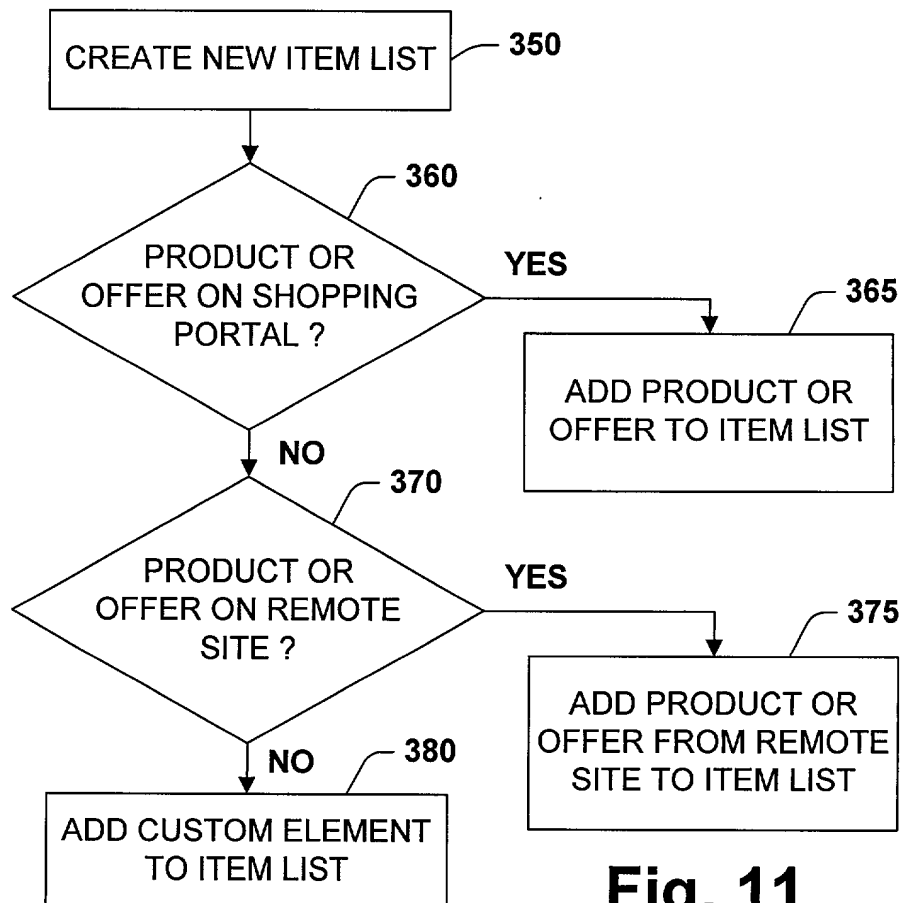 CREATE NEW ITEM LIST
350
360
PRODUCT OR
OFFER ON SHOPPING
PORTAL ?
YES
365
ADD PRODUCT OR
OFFER TO ITEM LIST
NO
370
PRODUCT OR
OFFER ON REMOTE
SITE ?
YES
375
ADD PRODUCT OR
OFFER FROM REMOTE
SITE TO ITEM LIST
NO
380
ADD CUSTOM ELEMENT
TO ITEM LIST
Fig. 11